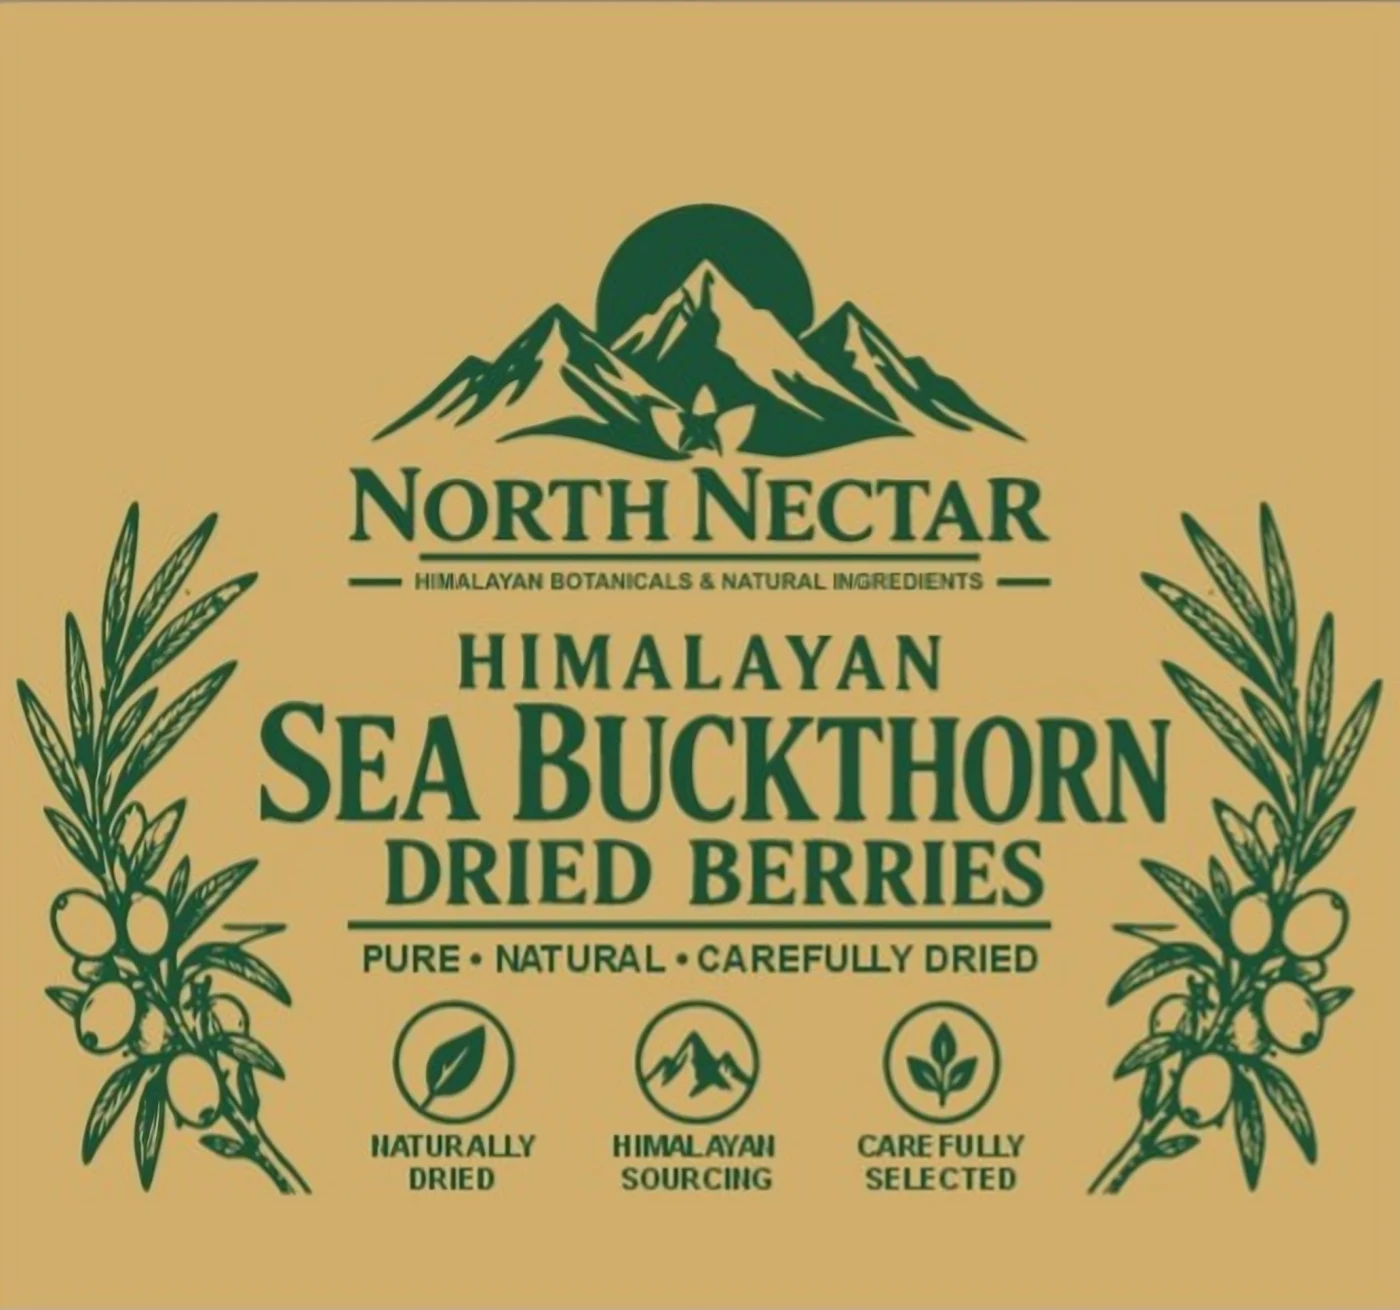 NORTH NECTAR
HIMALAYAN BOTANICALS & NATURAL INGREDIENTS
HIMALAYAN
SEA BUCKTHORN
DRIED BERRIES
PURE • NATURAL • CAREFULLY DRIED
NATURALLY
DRIED
HIMALAYAN
SOURCING
CAREFULLY
SELECTED